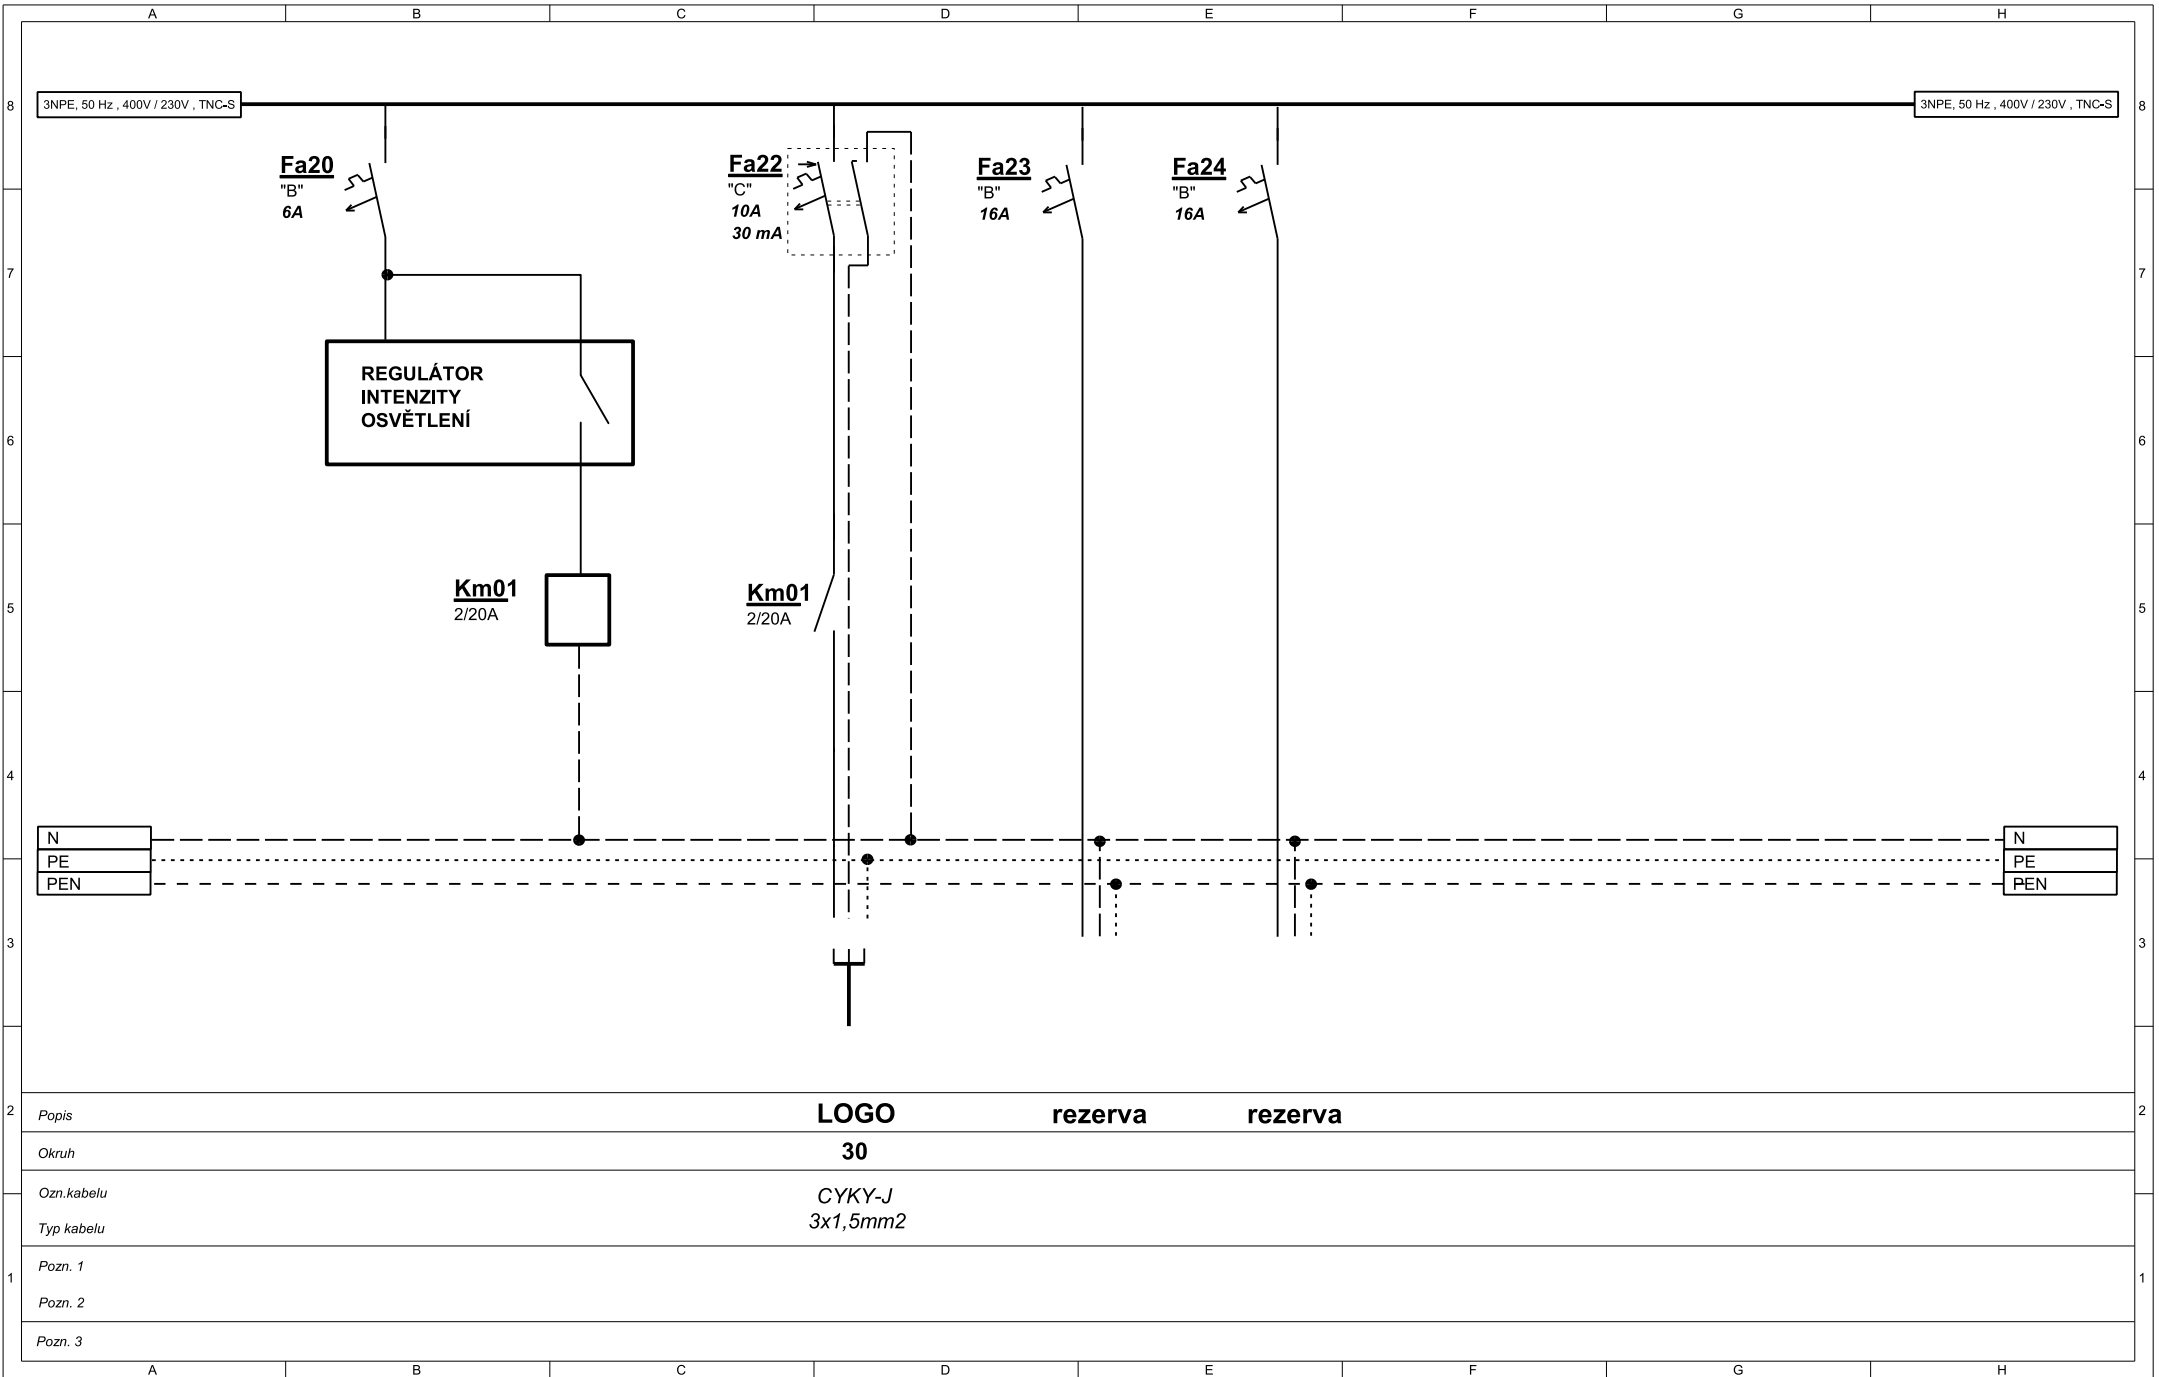 A B C D E F G H
8 3NPE, 50 Hz , 400V / 230V , TNC-S 3NPE, 50 Hz , 400V / 230V , TNC-S 8
Fa20
"B"
6A
Fa22
"C"
10A
30 mA
Fa23
"B"
16A
Fa24
"B"
16A
7 7
REGULÁTOR
INTENZITY
OSVĚTLENÍ
6 6
Km01
2/20A
Km01
2/20A
5 5
4 4
N N
PE PE
PEN PEN
3 3
2 Popis LOGO rezerva rezerva 2
Okruh 30
Ozn.kabelu CYKY-J
Typ kabelu 3x1,5mm2
Pozn. 1
1 1
Pozn. 2
Pozn. 3
A B C D E F G H